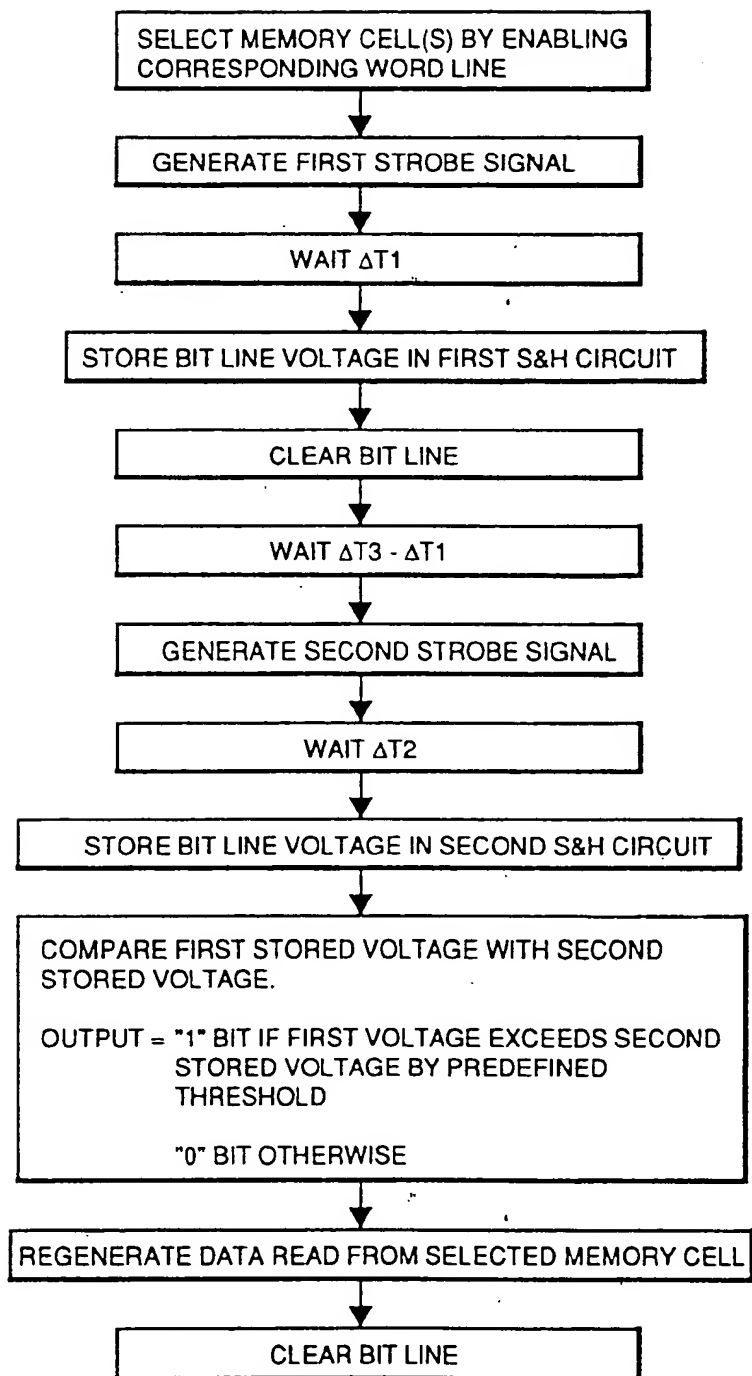 SELECT MEMORY CELL(S) BY ENABLING
CORRESPONDING WORD LINE
GENERATE FIRST STROBE SIGNAL
WAIT ΔT1
STORE BIT LINE VOLTAGE IN FIRST S&H CIRCUIT
CLEAR BIT LINE
WAIT ΔT3 - ΔT1
GENERATE SECOND STROBE SIGNAL
WAIT ΔT2
STORE BIT LINE VOLTAGE IN SECOND S&H CIRCUIT
COMPARE FIRST STORED VOLTAGE WITH SECOND
STORED VOLTAGE.
OUTPUT = "1" BIT IF FIRST VOLTAGE EXCEEDS SECOND
STORED VOLTAGE BY PREDEFINED
THRESHOLD
"0" BIT OTHERWISE
REGENERATE DATA READ FROM SELECTED MEMORY CELL
CLEAR BIT LINE